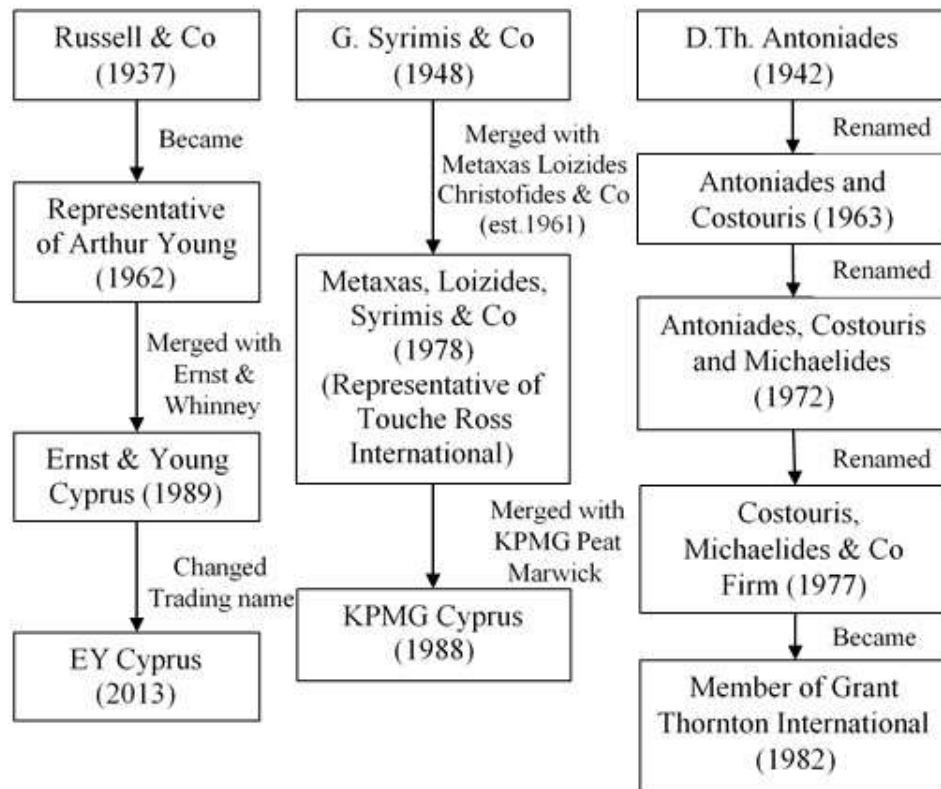 Russell & Co
(1937)
Became
Representative
of Arthur Young
(1962)
Merged with
Ernst &
Whinney
Ernst & Young
Cyprus (1989)
Changed
Trading name
EY Cyprus
(2013)
G. Syrimis & Co
(1948)
Merged with
Metaxas Loizides
Christofides & Co
(est.1961)
Metaxas, Loizides,
Syrimis & Co
(1978)
(Representative of
Touche Ross
International)
Merged with
KPMG Peat
Marwick
KPMG Cyprus
(1988)
D.Th. Antoniades
(1942)
Renamed
Antoniades and
Costouris (1963)
Renamed
Antoniades, Costouris
and Michaelides
(1972)
Renamed
Costouris,
Michaelides & Co
Firm (1977)
Became
Member of Grant
Thornton International
(1982)